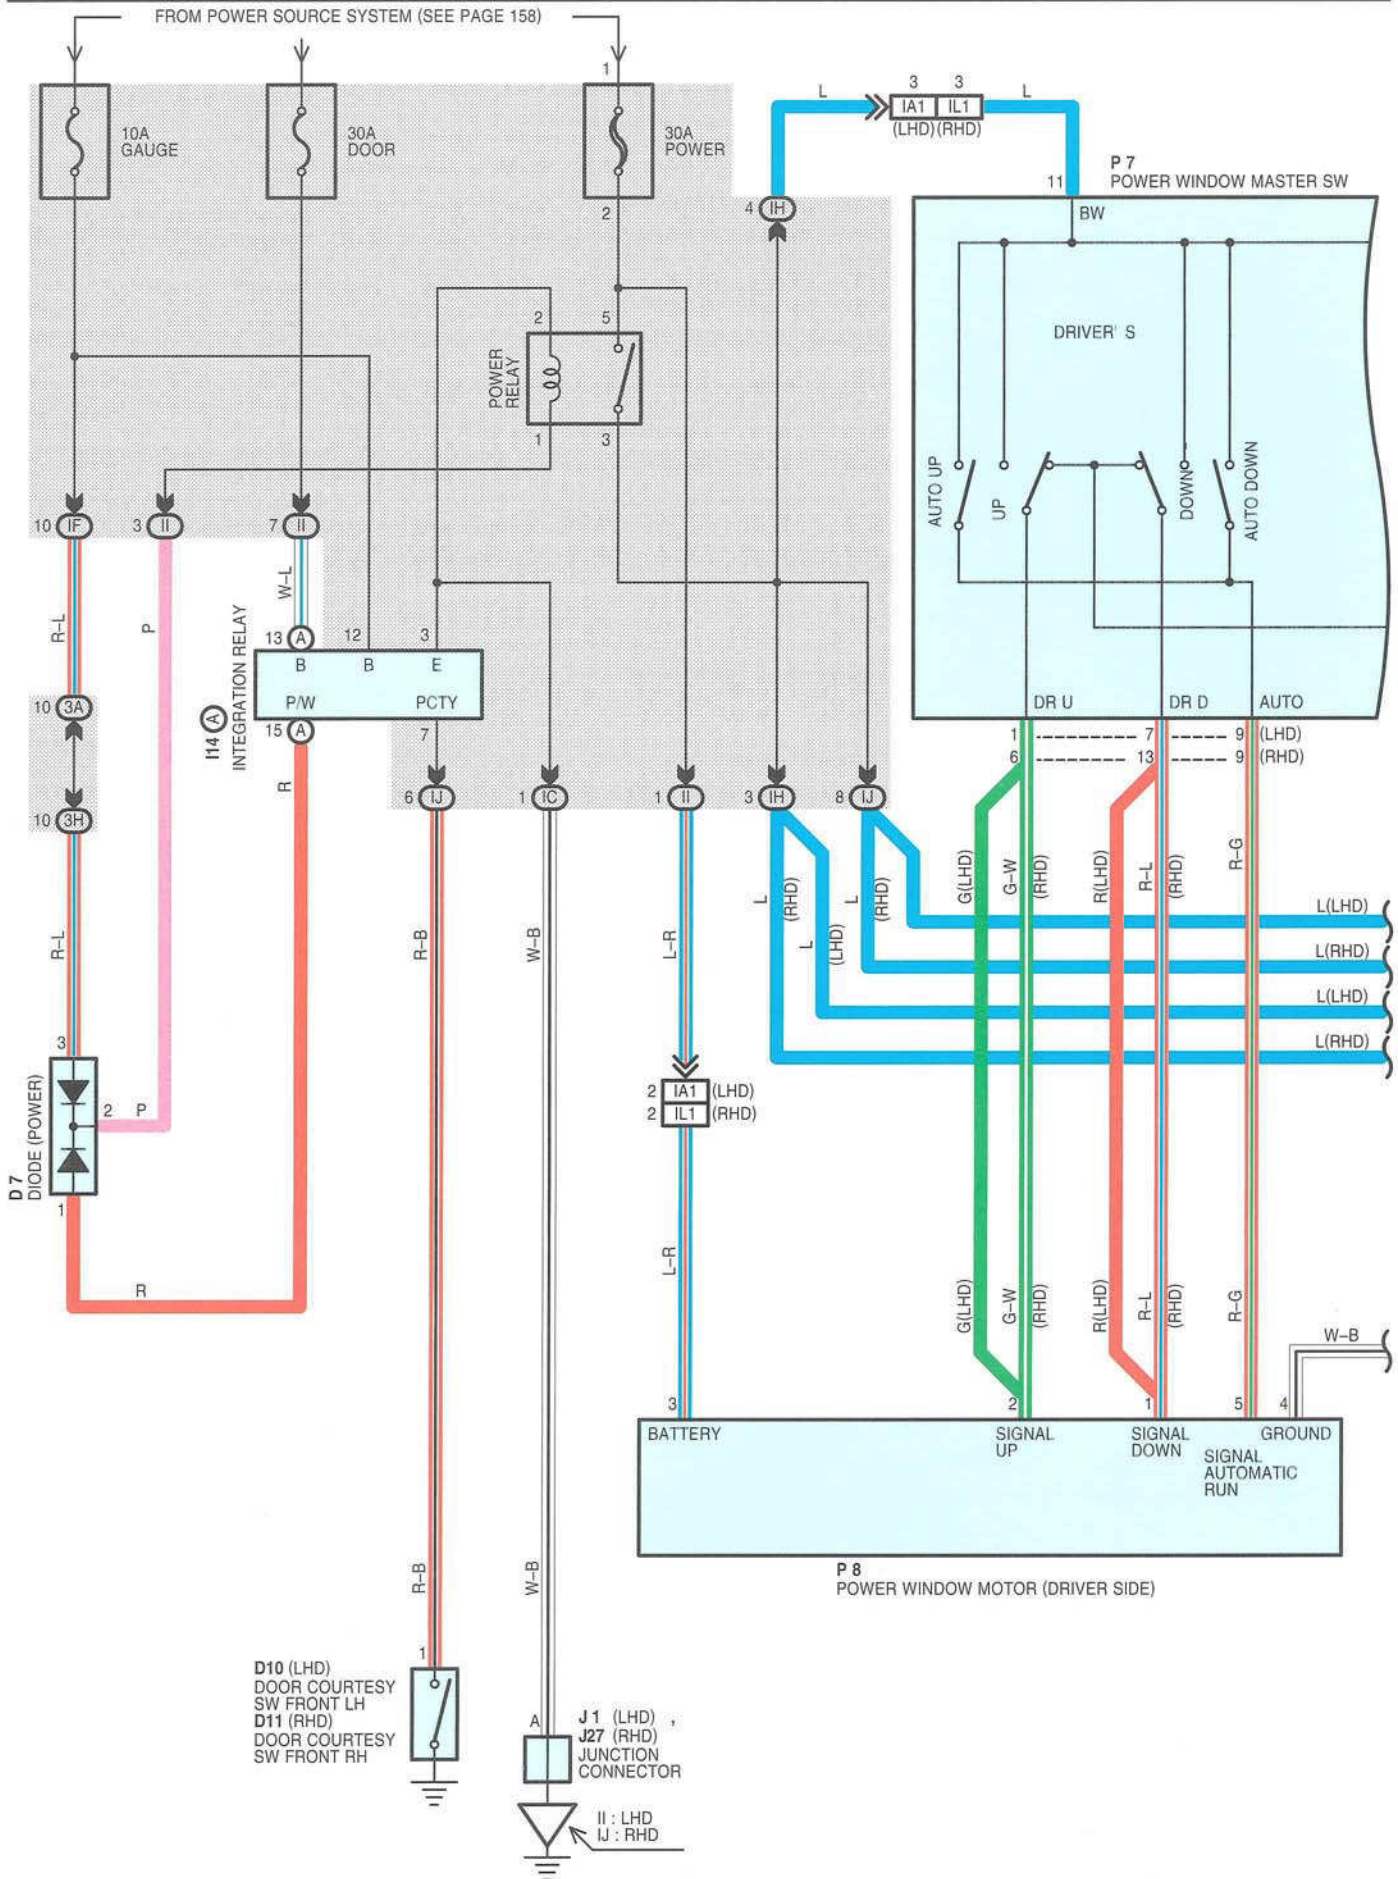 FROM POWER SOURCE SYSTEM (SEE PAGE 158)
1
10A
GAUGE
30A
DOOR
30A
POWER
2
L
3 3
IA1 IL1
(LHD) (RHD)
L
P 7
POWER WINDOW MASTER SW
11
BW
4 IH
DRIVER' S
2 5
POWER
RELAY
1 3
AUTO UP
UP
DOWN
AUTO DOWN
10 IF
3 II
7 II
R–L
P
W–L
I14 A
INTEGRATION RELAY
13 A
12
3
B B E
P/W PCTY
15 A
7
10 3A
10 3H
R
6 IJ
1 IC
1 II
3 IH
8 IJ
DR U
DR D
AUTO
1 7 9 (LHD)
6 13 9 (RHD)
R–L
R–B
W–B
L–R
L
(RHD)
L
(LHD)
L
(RHD)
G(LHD)
G–W
(RHD)
R(LHD)
R–L
(RHD)
R–G
L(LHD)
L(RHD)
L(LHD)
L(RHD)
3
2 P
D 7
DIODE (POWER)
1
R
2 IA1 (LHD)
2 IL1 (RHD)
L–R
G(LHD)
G–W
(RHD)
R(LHD)
R–L
(RHD)
R–G
W–B
3
2
1
5
4
BATTERY
SIGNAL
UP
SIGNAL
DOWN
SIGNAL
AUTOMATIC
RUN
GROUND
P 8
POWER WINDOW MOTOR (DRIVER SIDE)
R–B
W–B
1
D10 (LHD)
DOOR COURTESY
SW FRONT LH
D11 (RHD)
DOOR COURTESY
SW FRONT RH
A
J 1 (LHD) ,
J27 (RHD)
JUNCTION
CONNECTOR
II : LHD
IJ : RHD